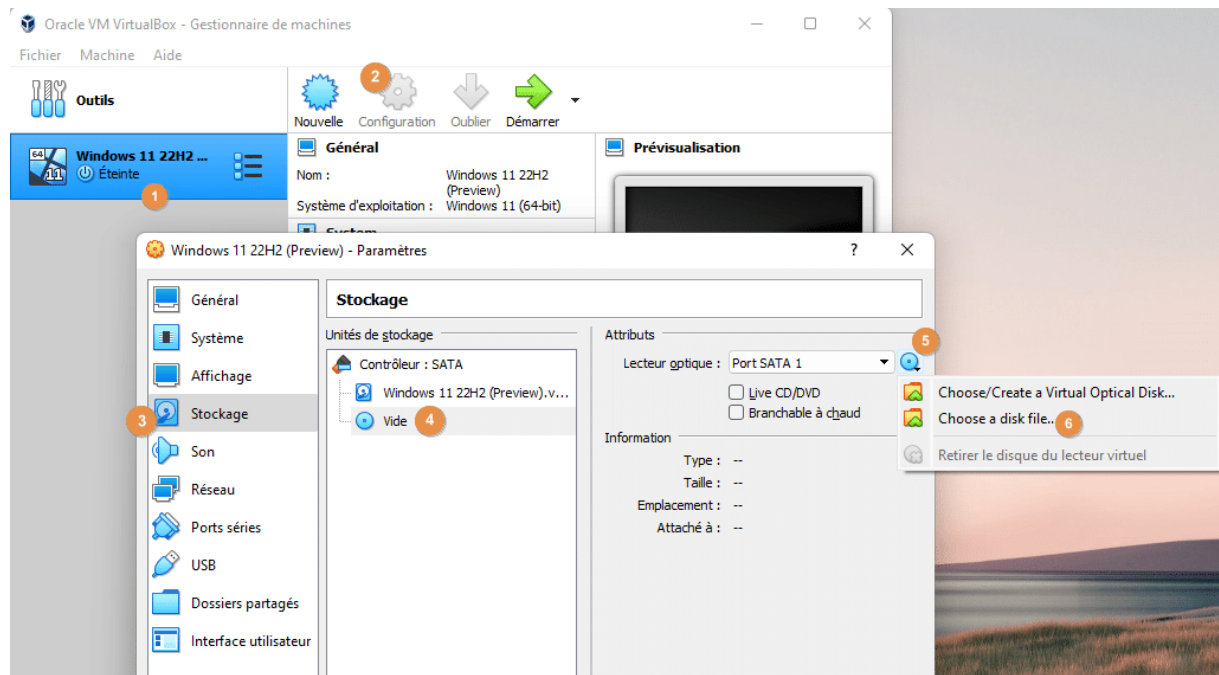 Oracle VM VirtualBox - Gestionnaire de machines
Fichier Machine Aide
Outils
2
Nouvelle Configuration Oublier Démarrer
64
11
Windows 11 22H2 ...
Éteinte
1
Général
Nom : Windows 11 22H2
(Preview)
Système d'exploitation : Windows 11 (64-bit)
System
Prévisualisation
Windows 11 22H2 (Preview) - Paramètres ?
Général
Système
Affichage
3 Stockage
Son
Réseau
Ports séries
USB
Dossiers partagés
Interface utilisateur
Stockage
Unités de stockage
Contrôleur : SATA
Windows 11 22H2 (Preview).v...
Vide 4
Attributs
5
Lecteur optique : Port SATA 1
Live CD/DVD
Branchable à chaud
Information
Type : --
Taille : --
Emplacement : --
Attaché à : --
Choose/Create a Virtual Optical Disk...
Choose a disk file... 6
Retirer le disque du lecteur virtuel